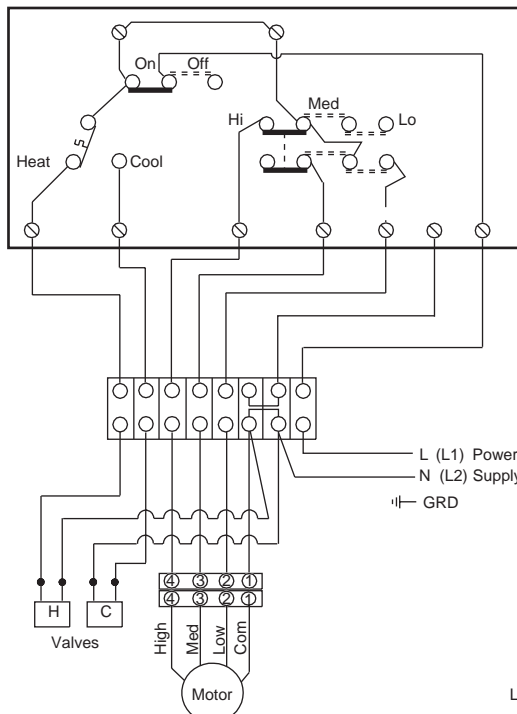 On Off
Med
Hi Lo
Heat Cool
L (L1) Power
N (L2) Supply
GRD
4 3 2 1
4 3 2 1
H C
Valves
High Med Low Com
Motor
L